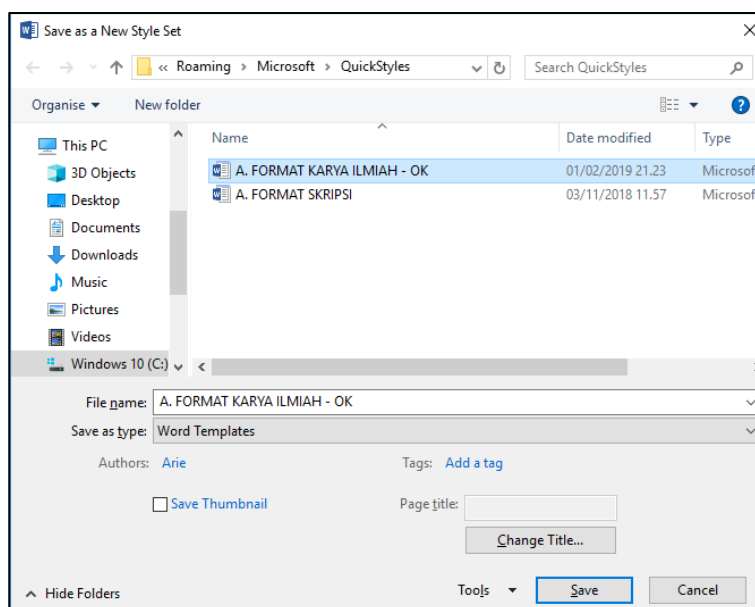 Save as a New Style Set
« Roaming > Microsoft > QuickStyles
Search QuickStyles
Organise
New folder
?
This PC
3D Objects
Desktop
Documents
Downloads
Music
Pictures
Videos
Windows 10 (C:)
Name Date modified Type
A. FORMAT KARYA ILMIAH - OK 01/02/2019 21.23 Microsof
A. FORMAT SKRIPSI 03/11/2018 11.57 Microsof
File name: A. FORMAT KARYA ILMIAH - OK
Save as type: Word Templates
Authors: Arie
Tags: Add a tag
Save Thumbnail
Page title:
Change Title...
Hide Folders
Tools
Save
Cancel